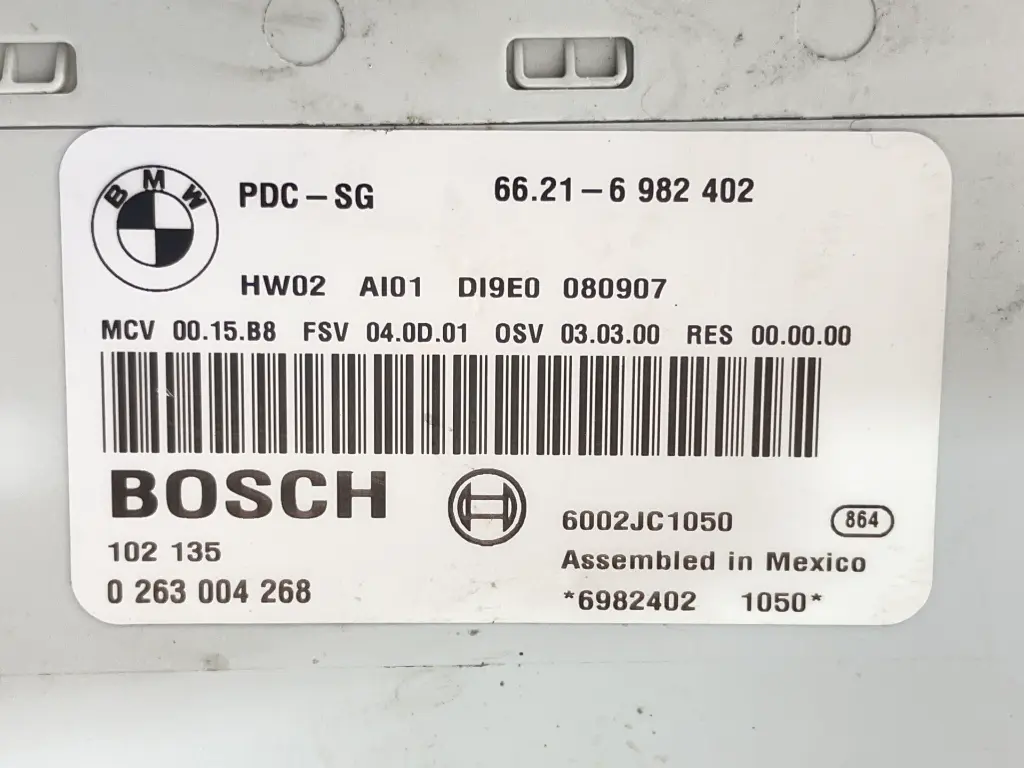 BMW
PDC-SG 66.21-6 982 402
HW02 AI01 DI9E0 080907
MCV 00.15.B8 FSV 04.0D.01 OSV 03.03.00 RES 00.00.00
BOSCH
6002JC1050 864
102 135
Assembled in Mexico
0 263 004 268
*6982402 1050*